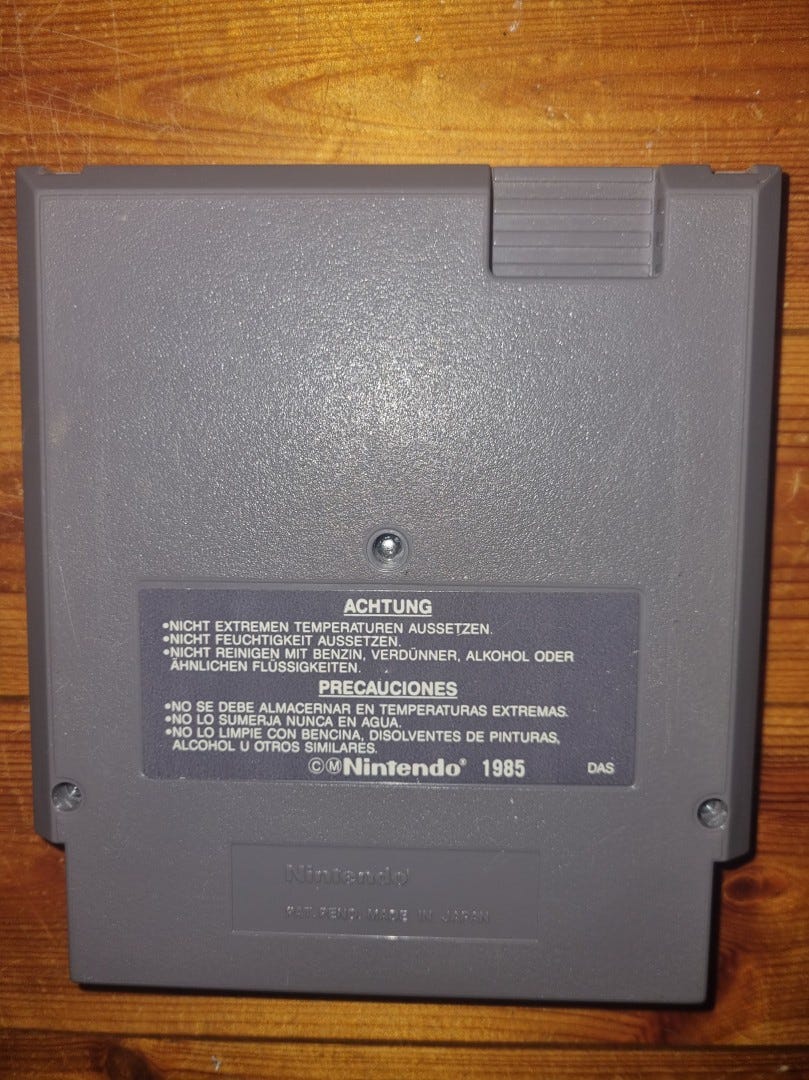 ACHTUNG
•NICHT EXTREMEN TEMPERATUREN AUSSETZEN.
•NICHT FEUCHTIGKEIT AUSSETZEN.
•NICHT REINIGEN MIT BENZIN, VERDÜNNER, ALKOHOL ODER
ÄHNLICHEN FLÜSSIGKEITEN.
PRECAUCIONES
•NO SE DEBE ALMACERNAR EN TEMPERATURAS EXTREMAS.
•NO LO SUMERJA NUNCA EN AGUA.
•NO LO LIMPIE CON BENCINA, DISOLVENTES DE PINTURAS,
ALCOHOL U OTROS SIMILARES.
©Ⓜ Nintendo® 1985 DAS
Nintendo
PAT. PEND. MADE IN JAPAN